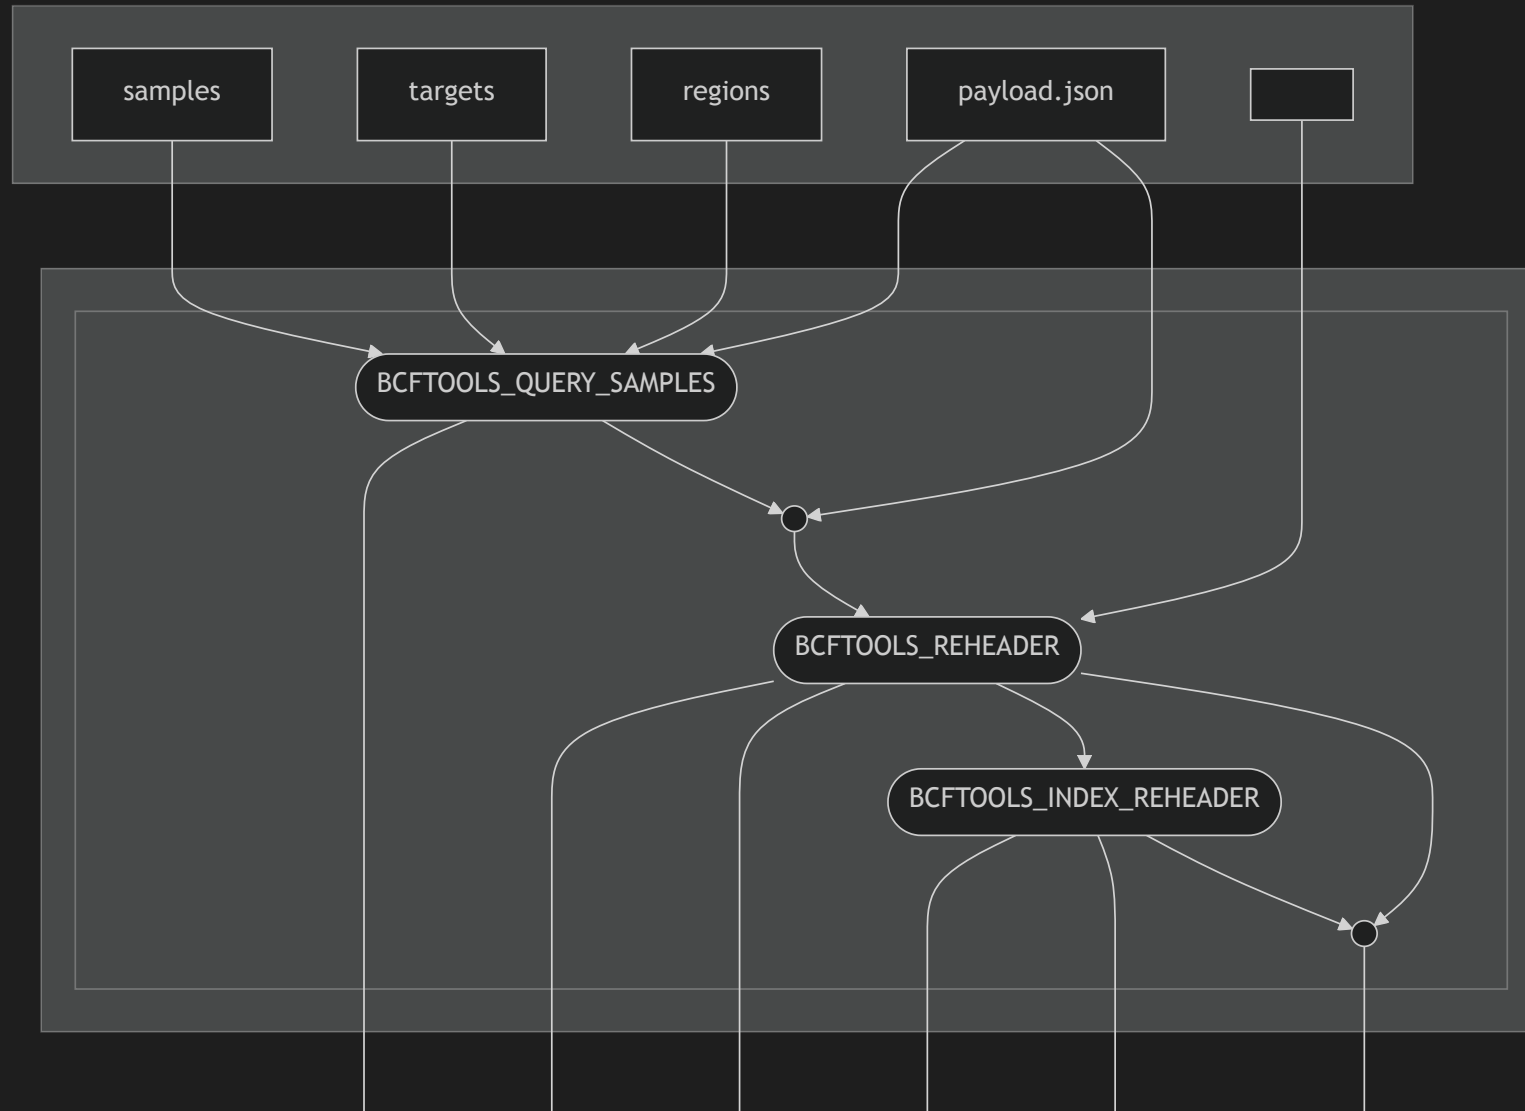 samples
targets
regions
payload.json
BCFTOOLS_QUERY_SAMPLES
BCFTOOLS_REHEADER
BCFTOOLS_INDEX_REHEADER